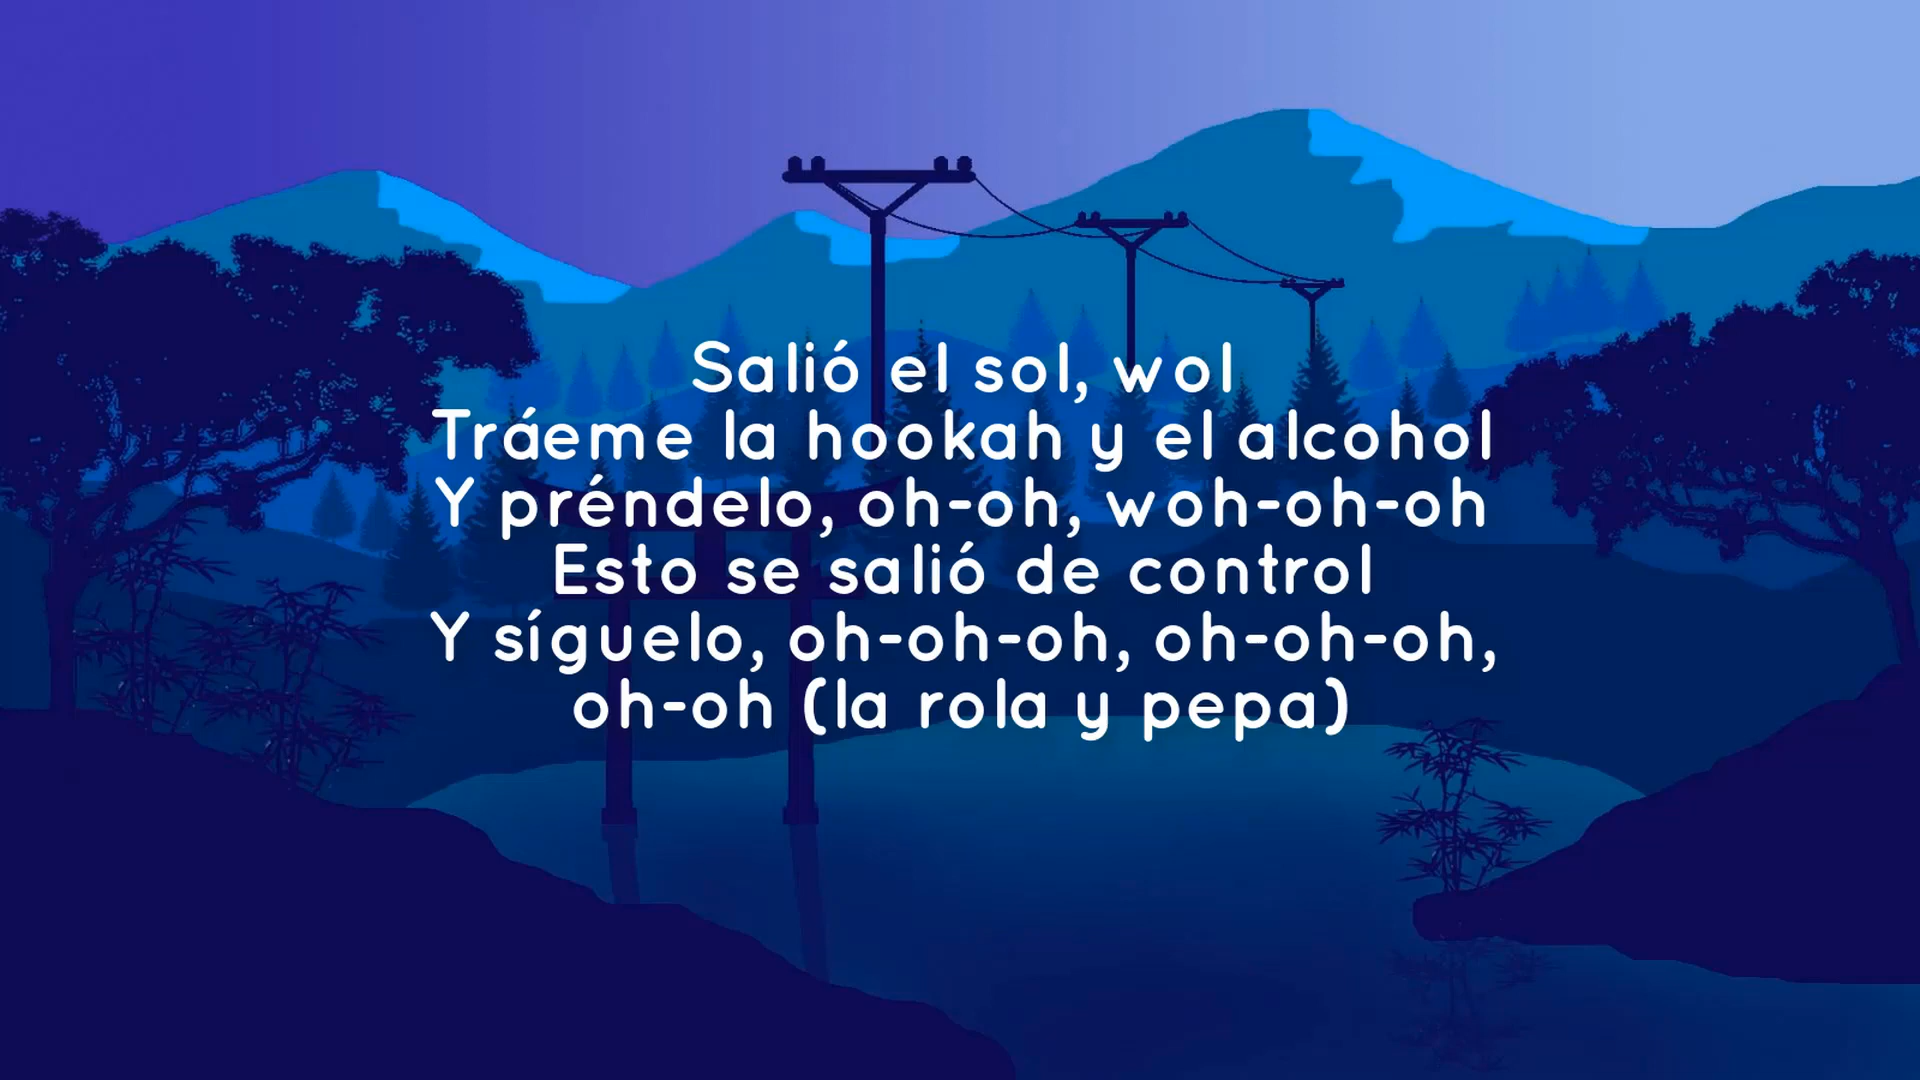 Salió el sol, wol
Tráeme la hookah y el alcohol
Y préndelo, oh-oh, woh-oh-oh
Esto se salió de control
Y síguelo, oh-oh-oh, oh-oh-oh,
oh-oh (la rola y pepa)